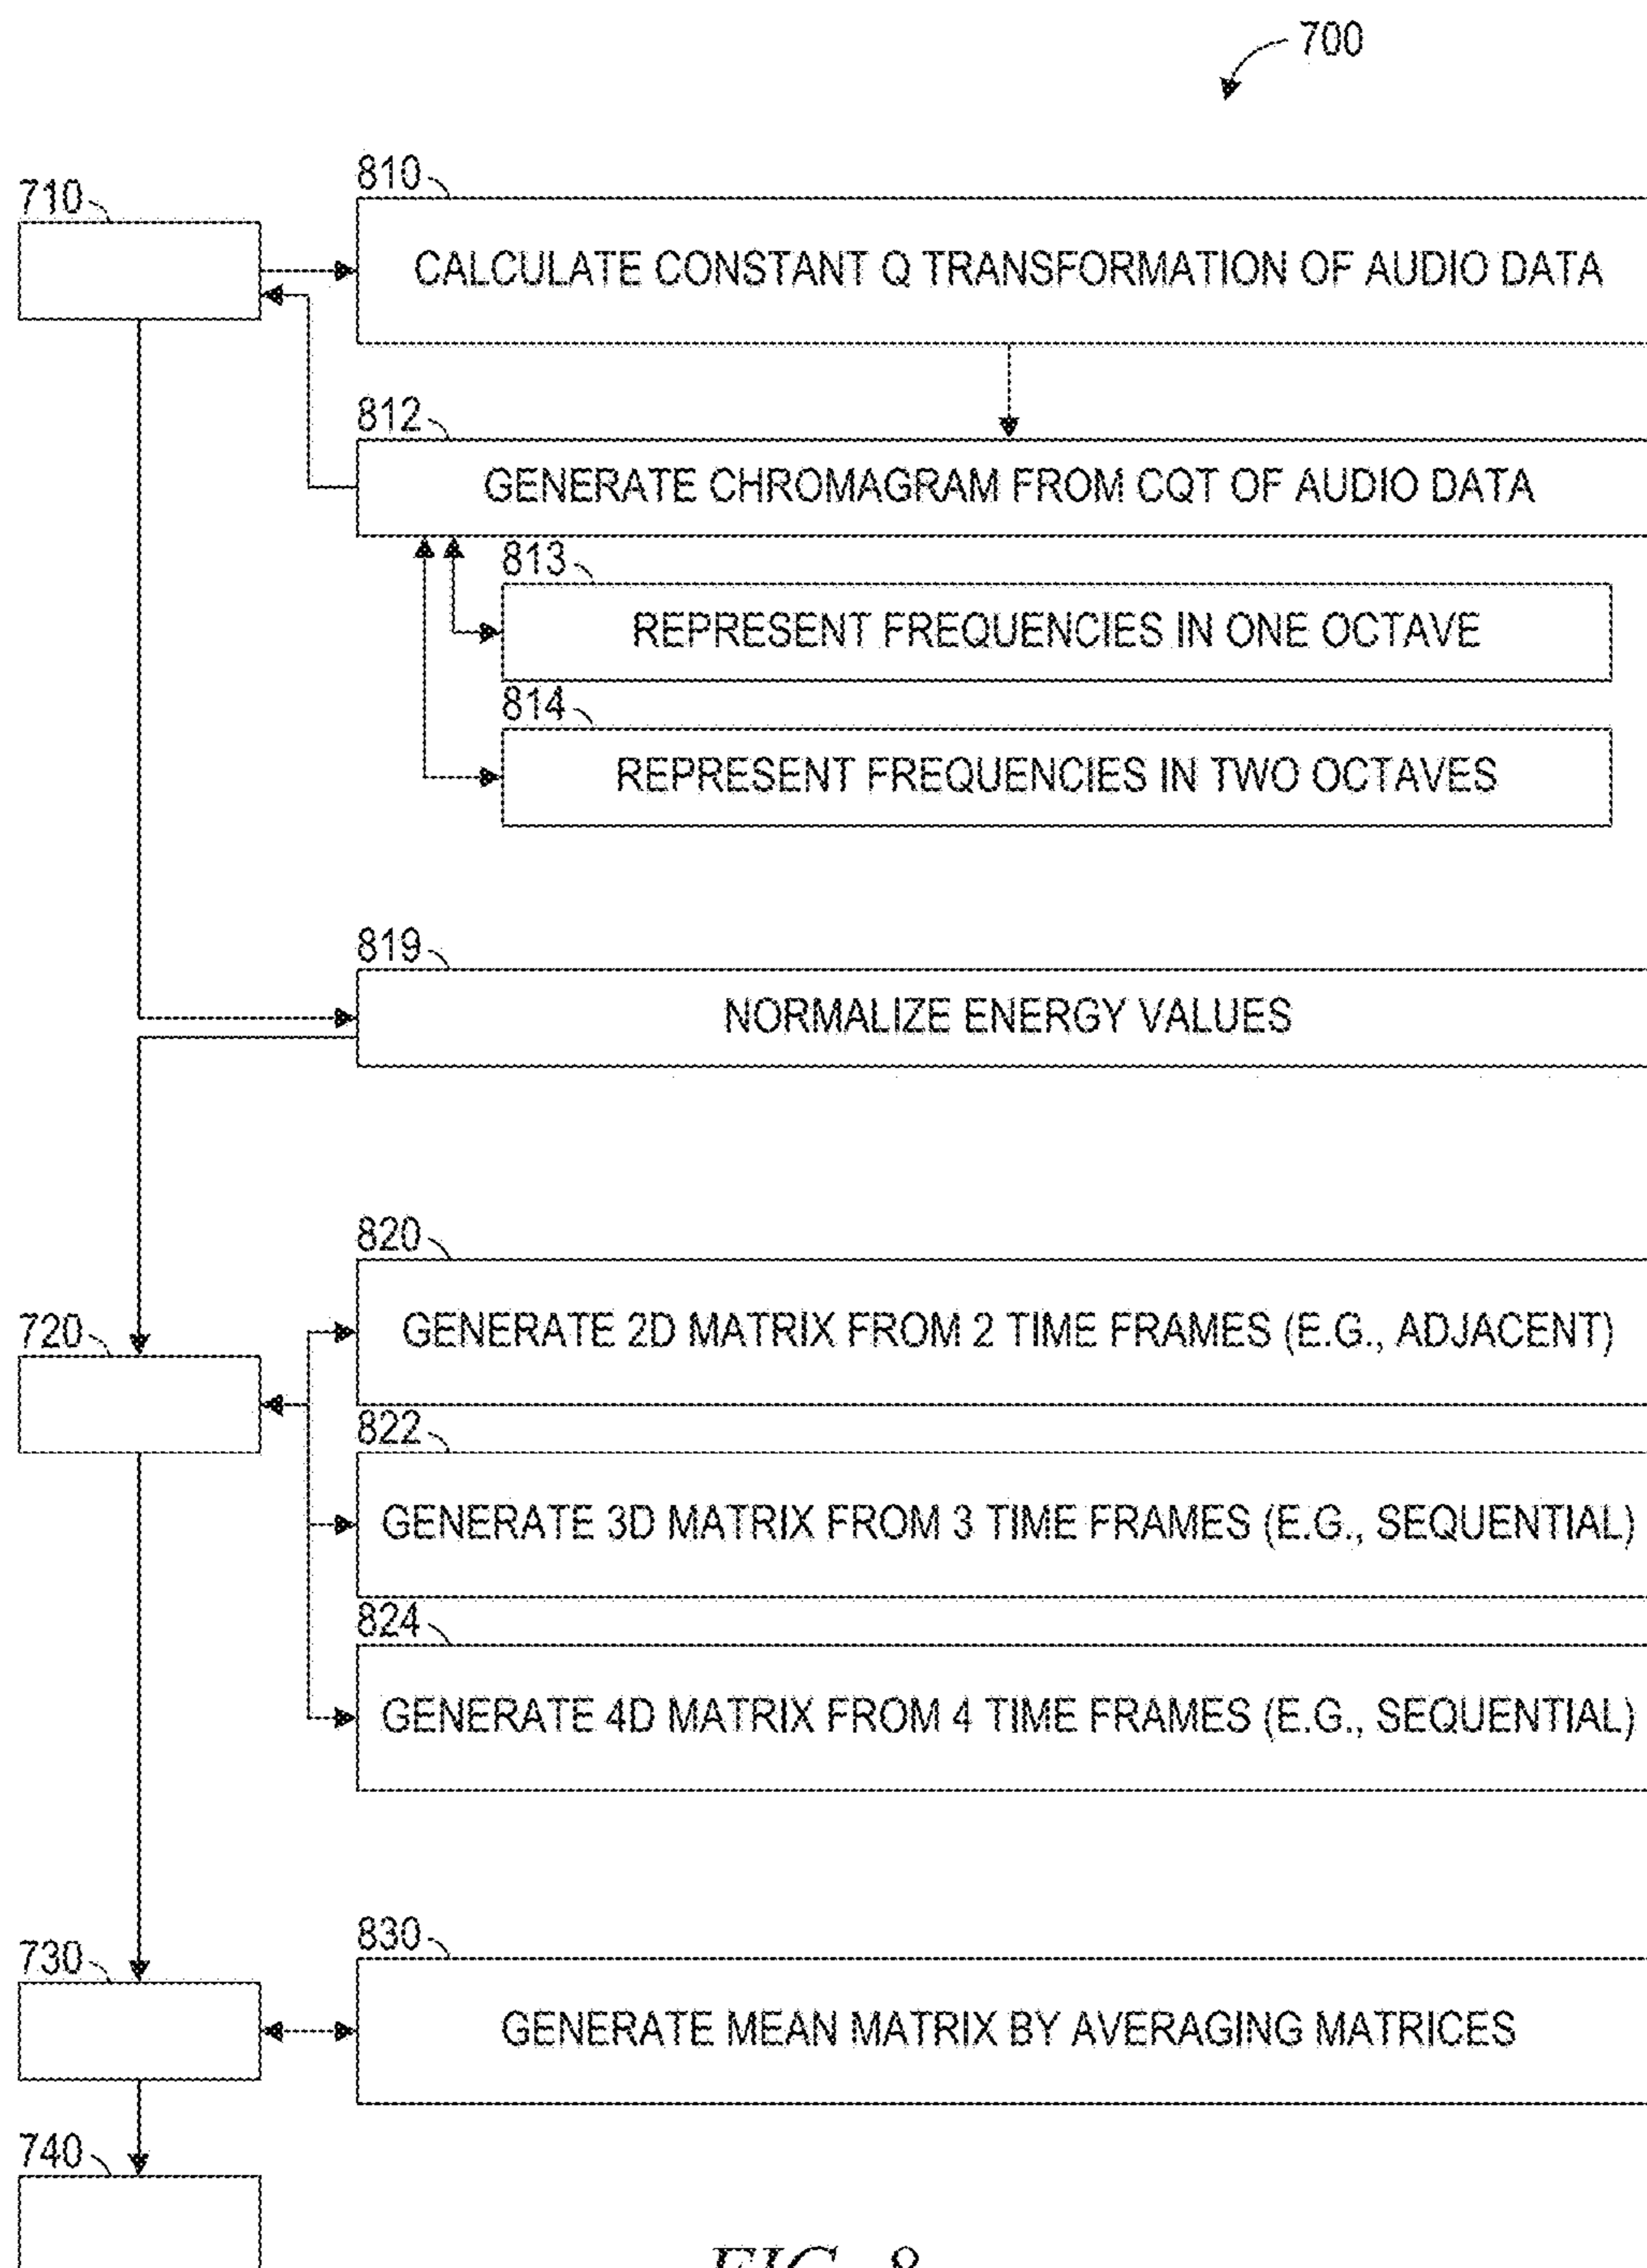 700
710
810
CALCULATE CONSTANT Q TRANSFORMATION OF AUDIO DATA
812
GENERATE CHROMAGRAM FROM CQT OF AUDIO DATA
813
REPRESENT FREQUENCIES IN ONE OCTAVE
814
REPRESENT FREQUENCIES IN TWO OCTAVES
819
NORMALIZE ENERGY VALUES
820
720
GENERATE 2D MATRIX FROM 2 TIME FRAMES (E.G., ADJACENT)
822
GENERATE 3D MATRIX FROM 3 TIME FRAMES (E.G., SEQUENTIAL)
824
GENERATE 4D MATRIX FROM 4 TIME FRAMES (E.G., SEQUENTIAL)
830
730
GENERATE MEAN MATRIX BY AVERAGING MATRICES
740
FIG. 8